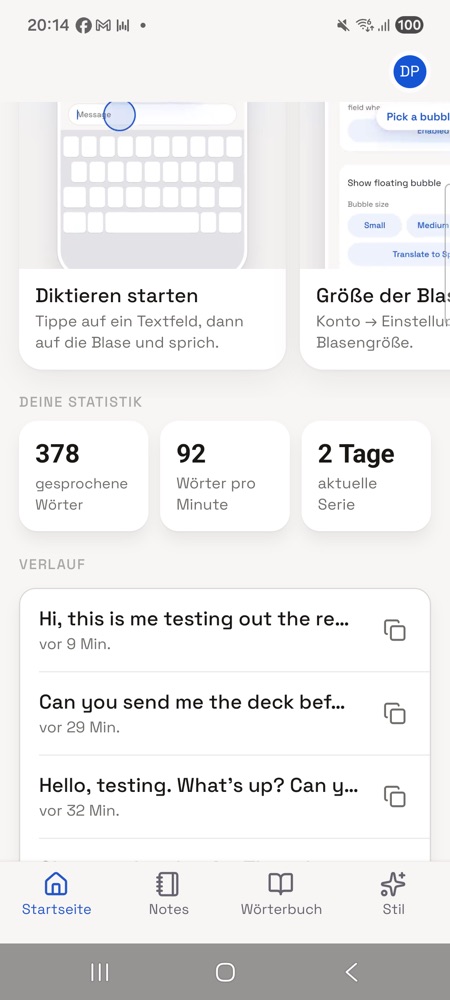 20:14
100
DP
Message
field whe
Enabled
Pick a bubbl
Show floating bubble
Bubble size
Small
Medium
Translate to Sp
Diktieren starten
Tippe auf ein Textfeld, dann
auf die Blase und sprich.
Größe der Blas
Konto → Einstellun
Blasengröße.
DEINE STATISTIK
378
gesprochene
Wörter
92
Wörter pro
Minute
2 Tage
aktuelle
Serie
VERLAUF
Hi, this is me testing out the re...
vor 9 Min.
Can you send me the deck bef...
vor 29 Min.
Hello, testing. What's up? Can y...
vor 32 Min.
Startseite
Notes
Wörterbuch
Stil